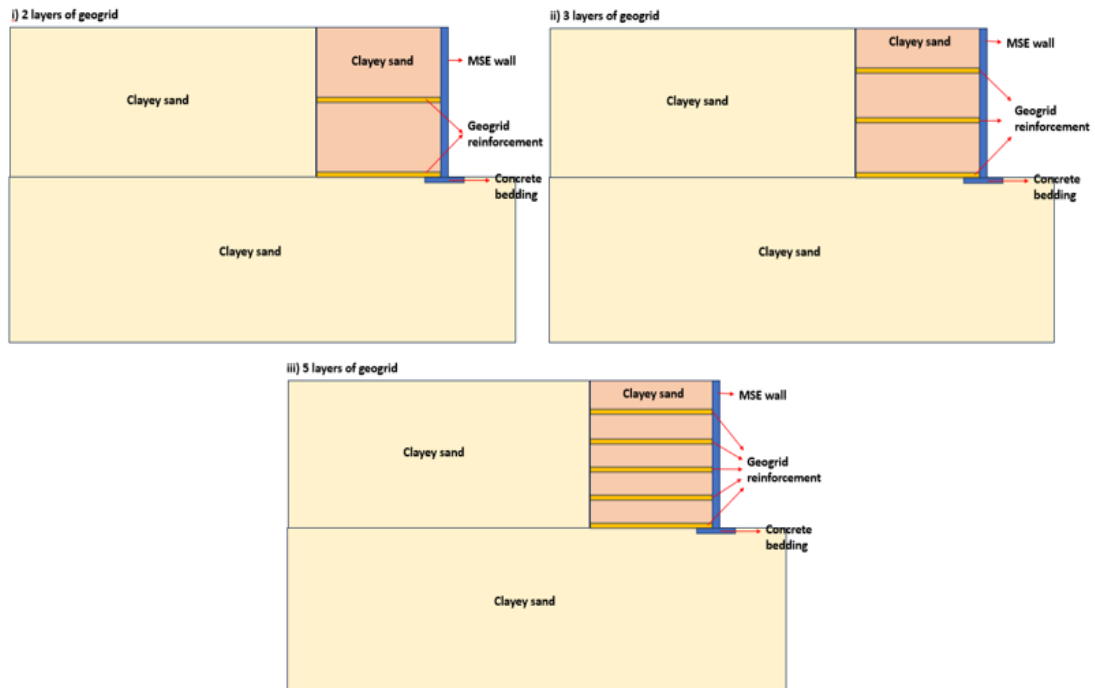 i) 2 layers of geogrid
Clayey sand
Clayey sand
MSE wall
Geogrid
reinforcement
Concrete
bedding
Clayey sand
ii) 3 layers of geogrid
Clayey sand
Clayey sand
MSE wall
Geogrid
reinforcement
Concrete
bedding
Clayey sand
iii) 5 layers of geogrid
Clayey sand
Clayey sand
MSE wall
Geogrid
reinforcement
Concrete
bedding
Clayey sand